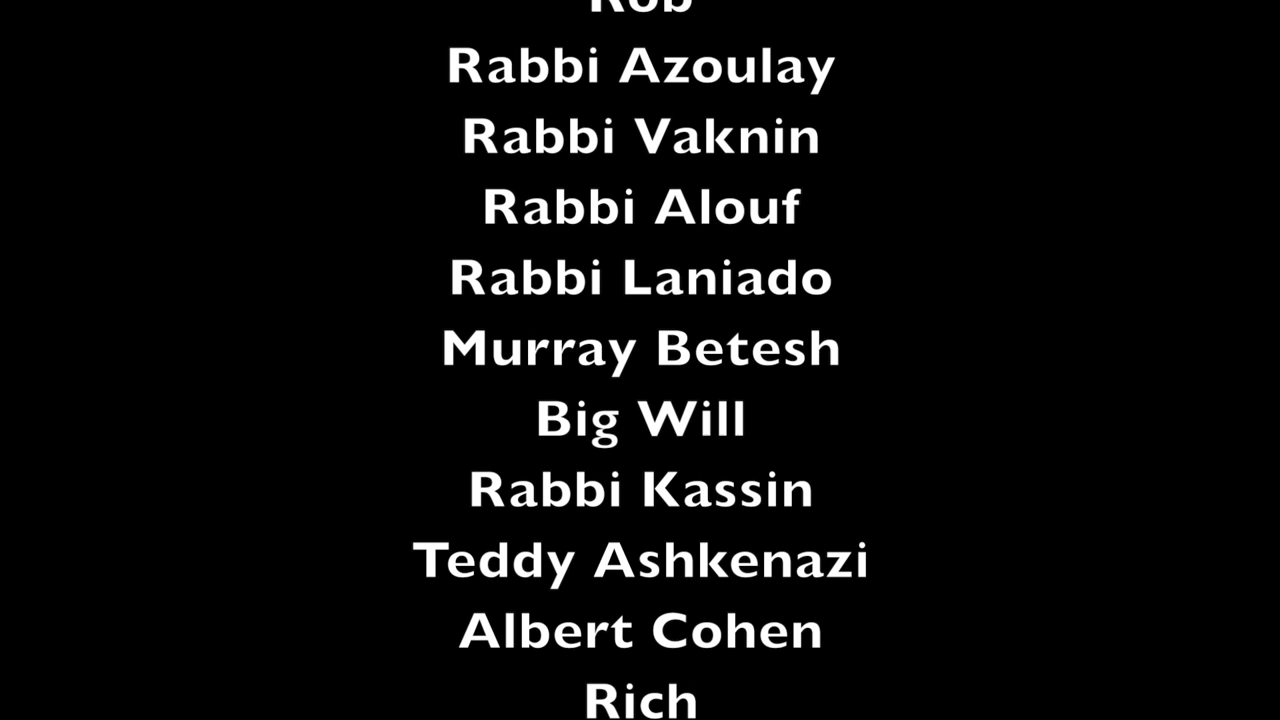 Rob
Rabbi Azoulay
Rabbi Vaknin
Rabbi Alouf
Rabbi Laniado
Murray Betesh
Big Will
Rabbi Kassin
Teddy Ashkenazi
Albert Cohen
Rich